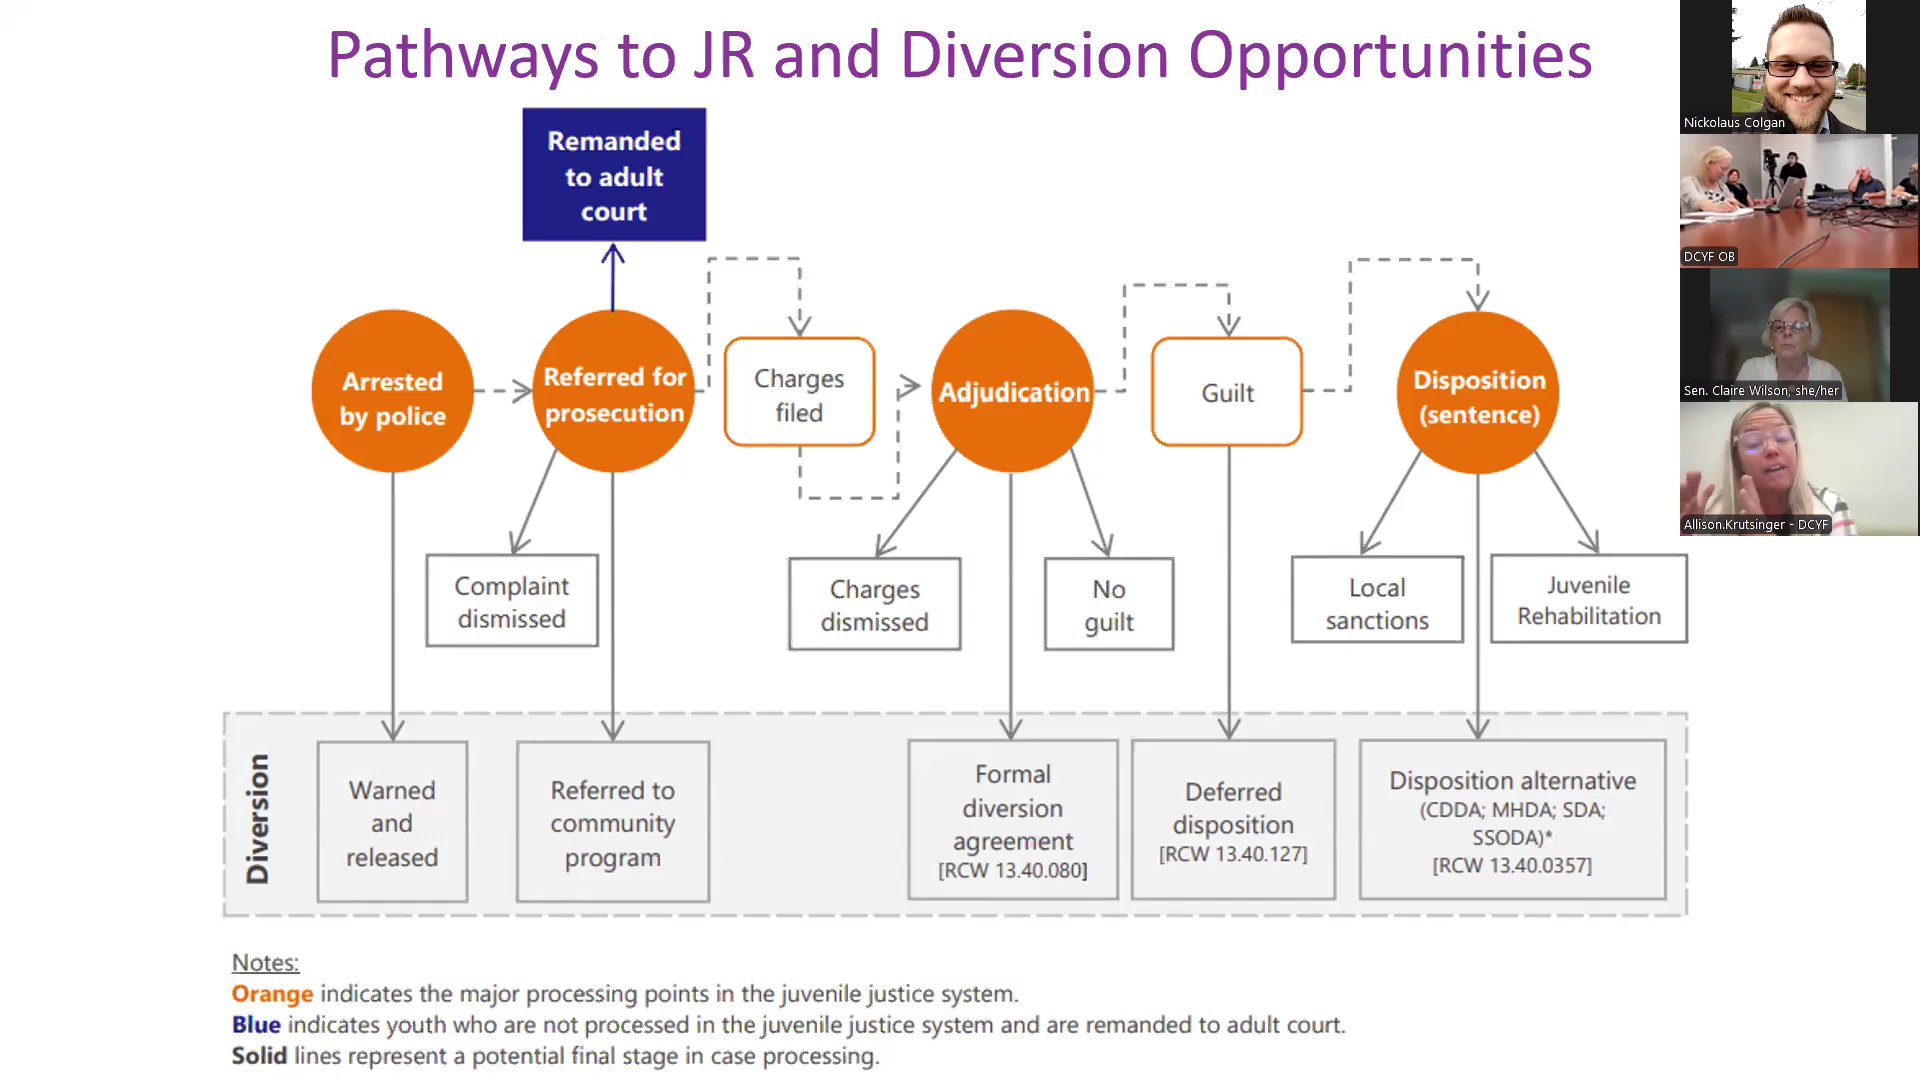 Pathways to JR and Diversion Opportunities
Remanded
to adult
court
Arrested
by police
Referred for
prosecution
Charges
filed
Adjudication
Guilt
Disposition
(sentence)
Complaint
dismissed
Charges
dismissed
No
guilt
Local
sanctions
Juvenile
Rehabilitation
Diversion
Warned
and
released
Referred to
community
program
Formal
diversion
agreement
[RCW 13.40.080]
Deferred
disposition
[RCW 13.40.127]
Disposition alternative
(CDDA; MHDA; SDA;
SSODA)*
[RCW 13.40.0357]
Notes:
Orange indicates the major processing points in the juvenile justice system.
Blue indicates youth who are not processed in the juvenile justice system and are remanded to adult court.
Solid lines represent a potential final stage in case processing.
Nickolaus Colgan
DCYF OB
Sen. Claire Wilson, she/her
Allison.Krutsinger - DCYF